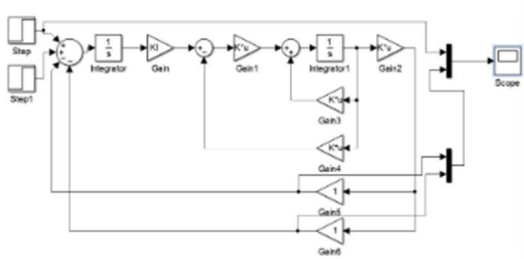 Step
Step1
1
s
Integrator
KI
Gain
K*u
Gain1
1
s
Integrator1
K*u
Gain2
K*u
Gain3
K*u
Gain4
1
Gain5
1
Gain6
Scope